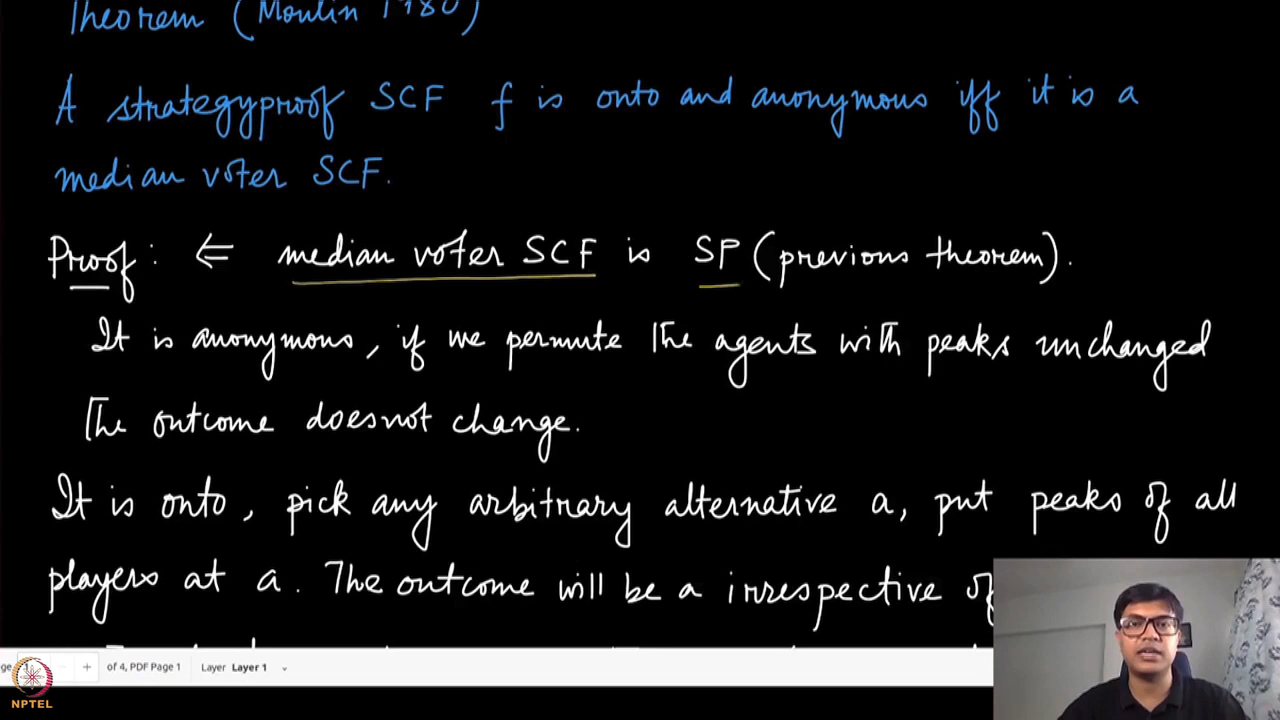 Theorem (Moulin 1980)
A strategyproof SCF f is onto and anonymous iff it is a
median voter SCF.
Proof : ⇐ median voter SCF is SP (previous theorem).
It is anonymous, if we permute the agents with peaks unchanged
The outcome does not change.
It is onto, pick any arbitrary alternative a, put peaks of all
players at a. The outcome will be a irrespective of
of 4, PDF Page 1 Layer Layer 1
NPTEL